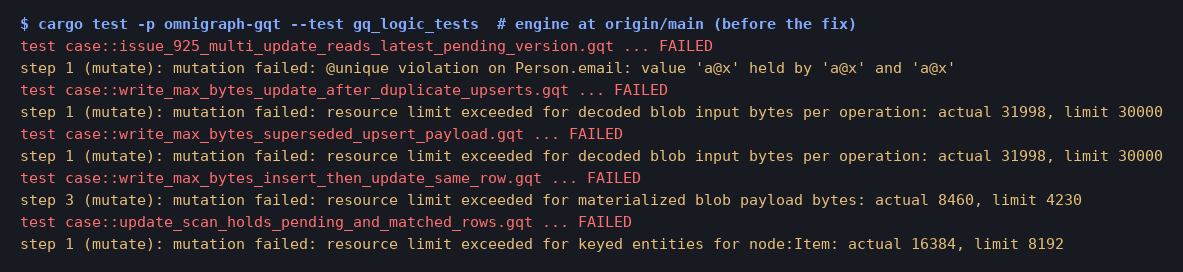 $ cargo test -p omnigraph-gqt --test gq_logic_tests  # engine at origin/main (before the fix)
test case::issue_925_multi_update_reads_latest_pending_version.gqt ... FAILED
step 1 (mutate): mutation failed: @unique violation on Person.email: value 'a@x' held by 'a@x' and 'a@x'
test case::write_max_bytes_update_after_duplicate_upserts.gqt ... FAILED
step 1 (mutate): mutation failed: resource limit exceeded for decoded blob input bytes per operation: actual 31998, limit 30000
test case::write_max_bytes_superseded_upsert_payload.gqt ... FAILED
step 1 (mutate): mutation failed: resource limit exceeded for decoded blob input bytes per operation: actual 31998, limit 30000
test case::write_max_bytes_insert_then_update_same_row.gqt ... FAILED
step 3 (mutate): mutation failed: resource limit exceeded for materialized blob payload bytes: actual 8460, limit 4230
test case::update_scan_holds_pending_and_matched_rows.gqt ... FAILED
step 1 (mutate): mutation failed: resource limit exceeded for keyed entities for node:Item: actual 16384, limit 8192